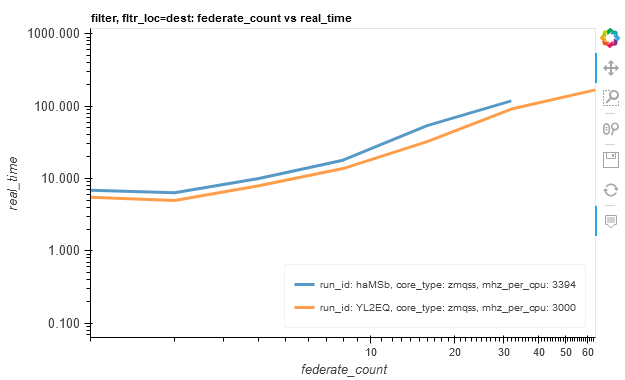 filter, fltr_loc=dest: federate_count vs real_time
1000.000
100.000
10.000
1.000
0.100
real_time
run_id: haMSb, core_type: zmqss, mhz_per_cpu: 3394
run_id: YL2EQ, core_type: zmqss, mhz_per_cpu: 3000
10 20 30 40 50 60
federate_count